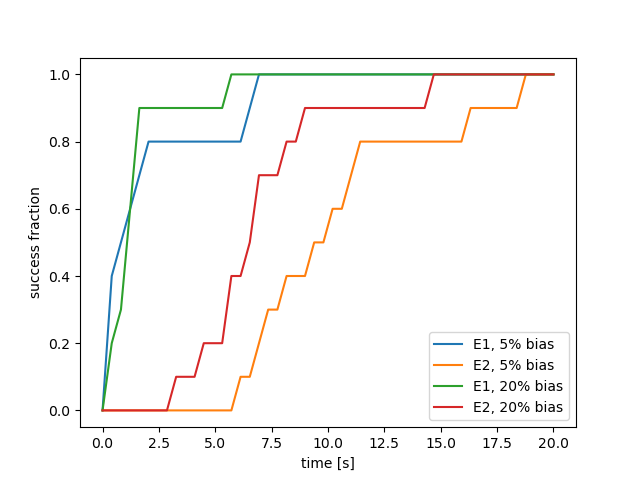 1.0
0.8
0.6
0.4
0.2
0.0
success fraction
E1, 5% bias
E2, 5% bias
E1, 20% bias
E2, 20% bias
0.0 2.5 5.0 7.5 10.0 12.5 15.0 17.5 20.0
time [s]